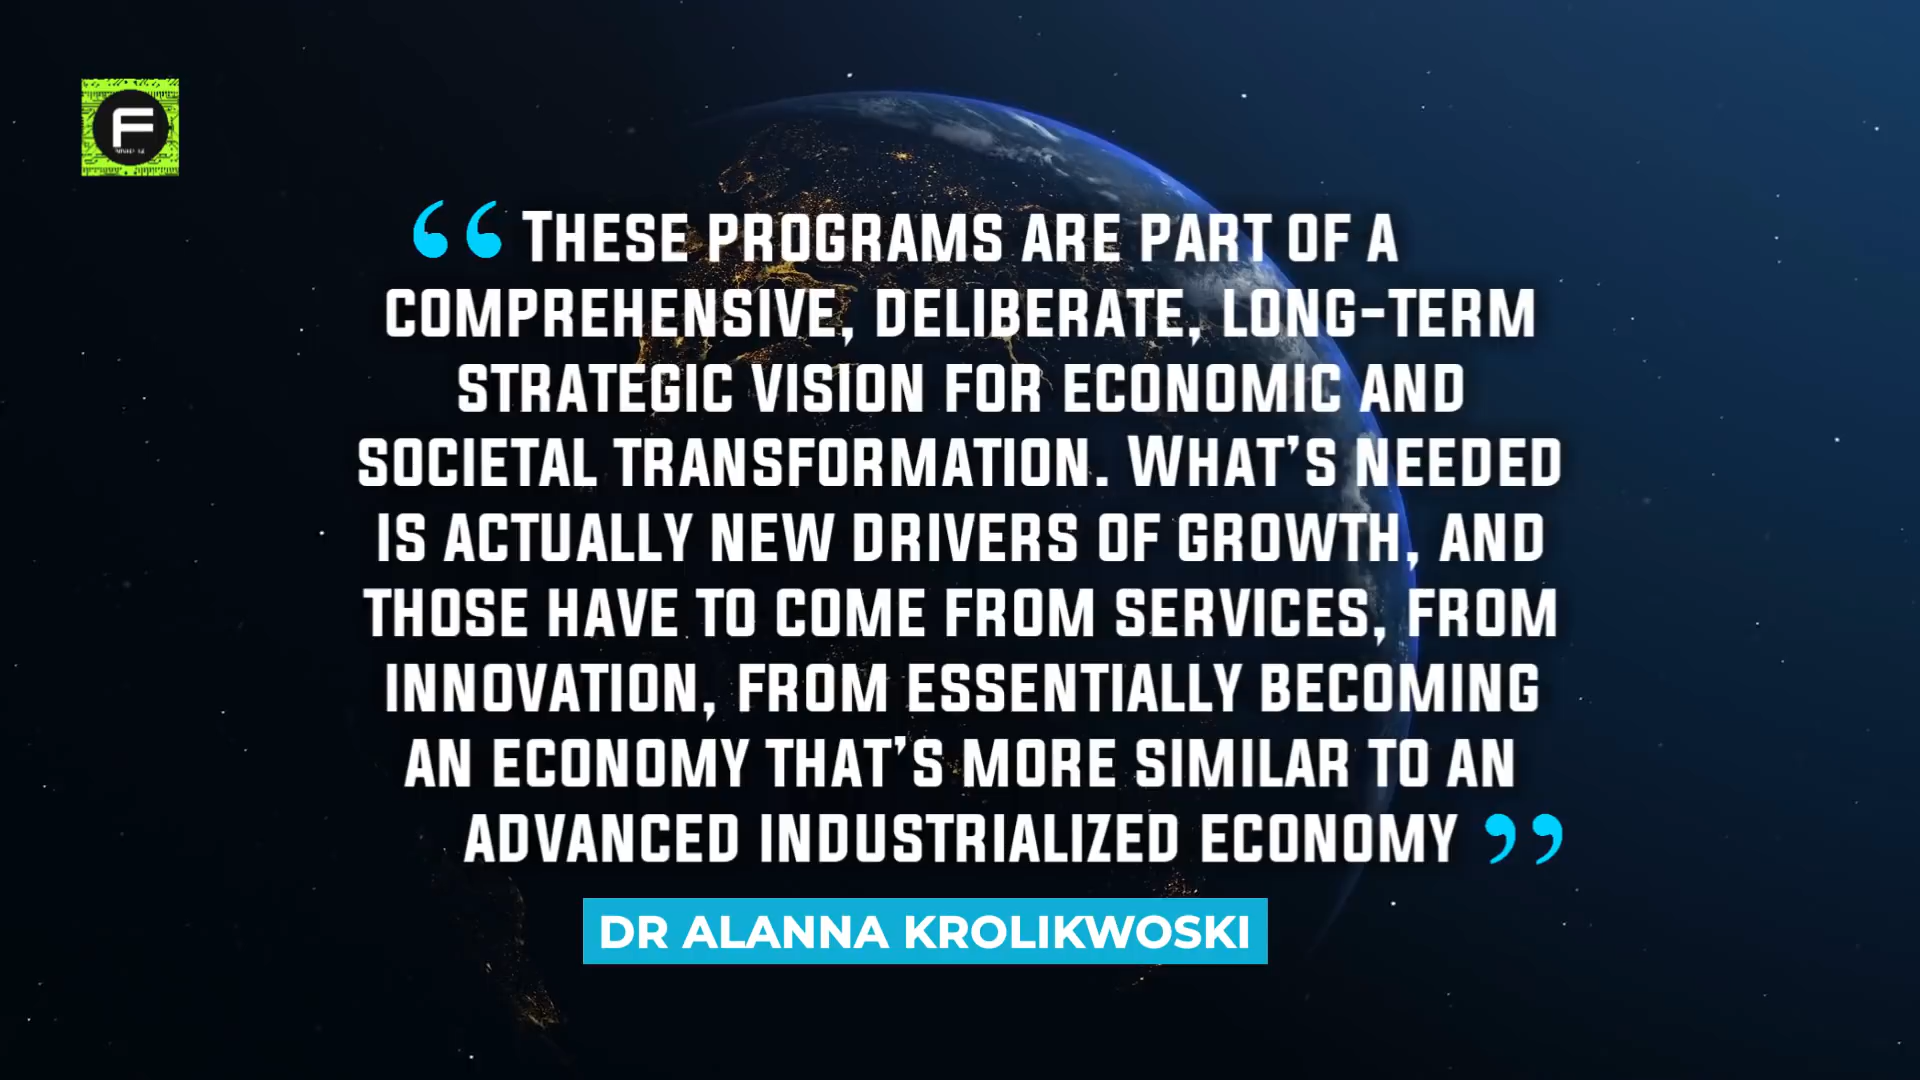 F
“ THESE PROGRAMS ARE PART OF A
COMPREHENSIVE, DELIBERATE, LONG-TERM
STRATEGIC VISION FOR ECONOMIC AND
SOCIETAL TRANSFORMATION. WHAT’S NEEDED
IS ACTUALLY NEW DRIVERS OF GROWTH, AND
THOSE HAVE TO COME FROM SERVICES, FROM
INNOVATION, FROM ESSENTIALLY BECOMING
AN ECONOMY THAT’S MORE SIMILAR TO AN
ADVANCED INDUSTRIALIZED ECONOMY ”
DR ALANNA KROLIKWOSKI